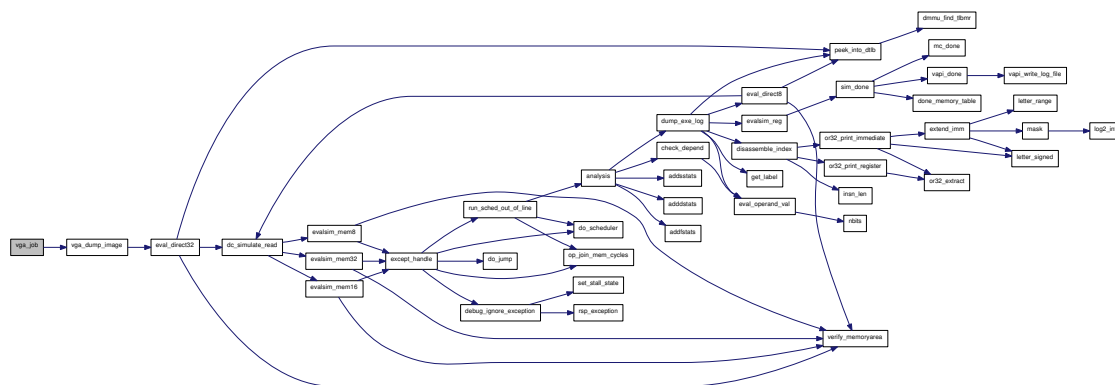 vga_job
vga_dump_image
eval_direct32
dc_simulate_read
evalsim_mem8
evalsim_mem32
evalsim_mem16
except_handle
run_sched_out_of_line
do_jump
debug_ignore_exception
analysis
do_scheduler
op_join_mem_cycles
set_stall_state
rsp_exception
dump_exe_log
check_depend
addsstats
adddstats
addfstats
eval_direct8
evalsim_reg
disassemble_index
get_label
eval_operand_val
peek_into_dtlb
sim_done
or32_print_immediate
or32_print_register
insn_len
nbits
verify_memoryarea
dmmu_find_tlbmr
mc_done
vapi_done
done_memory_table
extend_imm
or32_extract
vapi_write_log_file
letter_range
mask
letter_signed